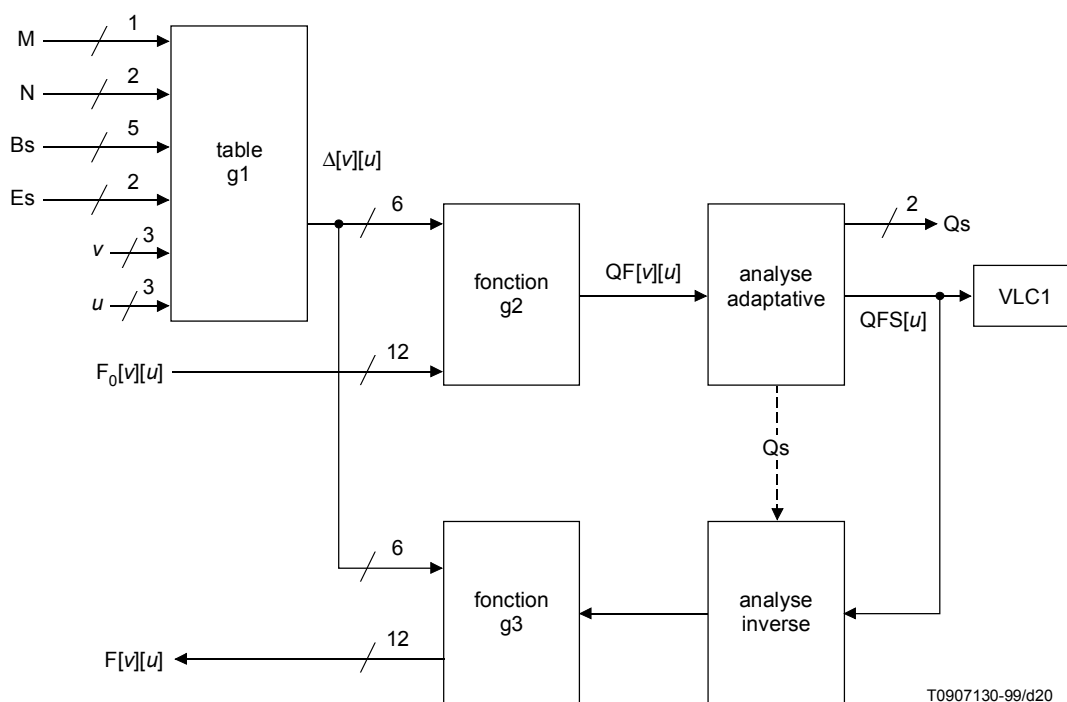 M
1
N
2
Bs
5
Es
2
v
3
u
3
table
g1
Δ[v][u]
6
fonction
g2
QF[v][u]
analyse
adaptative
2
Qs
QFS[u]
VLC1
F0[v][u]
12
Qs
6
fonction
g3
analyse
inverse
F[v][u]
12
T0907130-99/d20